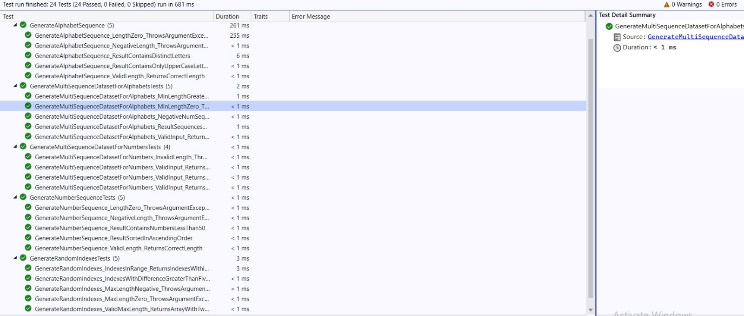 Test run finished: 24 Tests (24 Passed, 0 Failed, 0 Skipped) run in 681 ms
0 Warnings 0 Errors
Test Duration Traits Error Message
GenerateAlphabetSequence (5) 261 ms
GenerateAlphabetSequence_LengthZero_ThrowsArgumentExce... 255 ms
GenerateAlphabetSequence_NegativeLength_ThrowsArgument... < 1 ms
GenerateAlphabetSequence_ResultContainsDistinctLetters 6 ms
GenerateAlphabetSequence_ResultContainsOnlyUpperCaseLett... < 1 ms
GenerateAlphabetSequence_ValidLength_ReturnsCorrectLength < 1 ms
GenerateMultiSequenceDatasetForAlphabetsTests (5) 2 ms
GenerateMultiSequenceDatasetForAlphabets_MinLengthGreate... < 1 ms
GenerateMultiSequenceDatasetForAlphabets_MinLengthZero_T... < 1 ms
GenerateMultiSequenceDatasetForAlphabets_NegativeNumSeq... < 1 ms
GenerateMultiSequenceDatasetForAlphabets_ResultSequences... < 1 ms
GenerateMultiSequenceDatasetForAlphabets_ValidInput_Return... < 1 ms
GenerateMultiSequenceDatasetForNumbersTests (4) < 1 ms
GenerateMultiSequenceDatasetForNumbers_InvalidLength_Thr... < 1 ms
GenerateMultiSequenceDatasetForNumbers_ValidInput_Returns... < 1 ms
GenerateMultiSequenceDatasetForNumbers_ValidInput_Returns... < 1 ms
GenerateMultiSequenceDatasetForNumbers_ValidInput_Returns... < 1 ms
GenerateNumberSequenceTests (5) < 1 ms
GenerateNumberSequence_LengthZero_ThrowsArgumentExcep... < 1 ms
GenerateNumberSequence_NegativeLength_ThrowsArgumentE... < 1 ms
GenerateNumberSequence_ResultContainsNumbersLessThan50 < 1 ms
GenerateNumberSequence_ResultSortedInAscendingOrder < 1 ms
GenerateNumberSequence_ValidLength_ReturnsCorrectLength < 1 ms
GenerateRandomIndexesTests (5) 3 ms
GenerateRandomIndexes_IndexesInRange_ReturnsIndexesWithi... 3 ms
GenerateRandomIndexes_IndexesWithDifferenceGreaterThanFiv... < 1 ms
GenerateRandomIndexes_MaxLengthNegative_ThrowsArgumen... < 1 ms
GenerateRandomIndexes_MaxLengthZero_ThrowsArgumentExc... < 1 ms
GenerateRandomIndexes_ValidMaxLength_ReturnsArrayWithTw... < 1 ms
Test Detail Summary
GenerateMultiSequenceDatasetForAlphabets
Source: GenerateMultiSequenceData
Duration: < 1 ms
Activate Windows